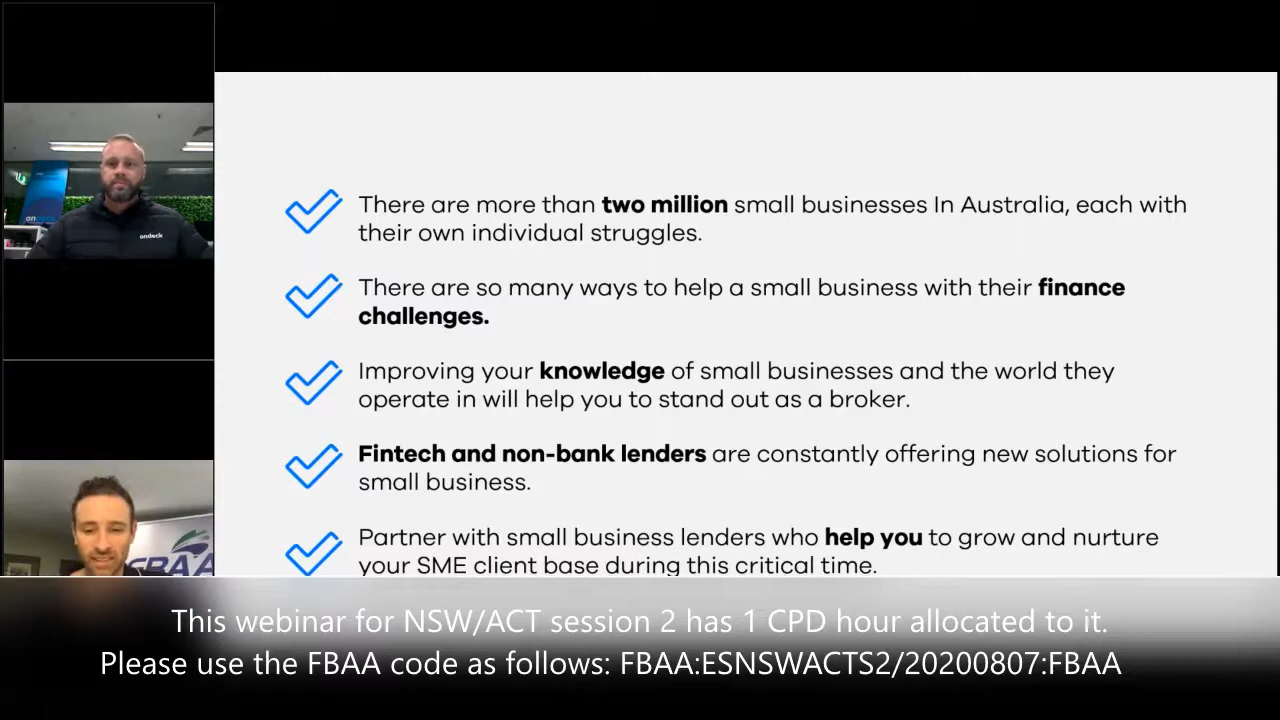 ondeck
ondeck
FBAA
There are more than two million small businesses In Australia, each with
their own individual struggles.
There are so many ways to help a small business with their finance
challenges.
Improving your knowledge of small businesses and the world they
operate in will help you to stand out as a broker.
Fintech and non-bank lenders are constantly offering new solutions for
small business.
Partner with small business lenders who help you to grow and nurture
your SME client base during this critical time.
This webinar for NSW/ACT session 2 has 1 CPD hour allocated to it.
Please use the FBAA code as follows: FBAA:ESNSWACTS2/20200807:FBAA